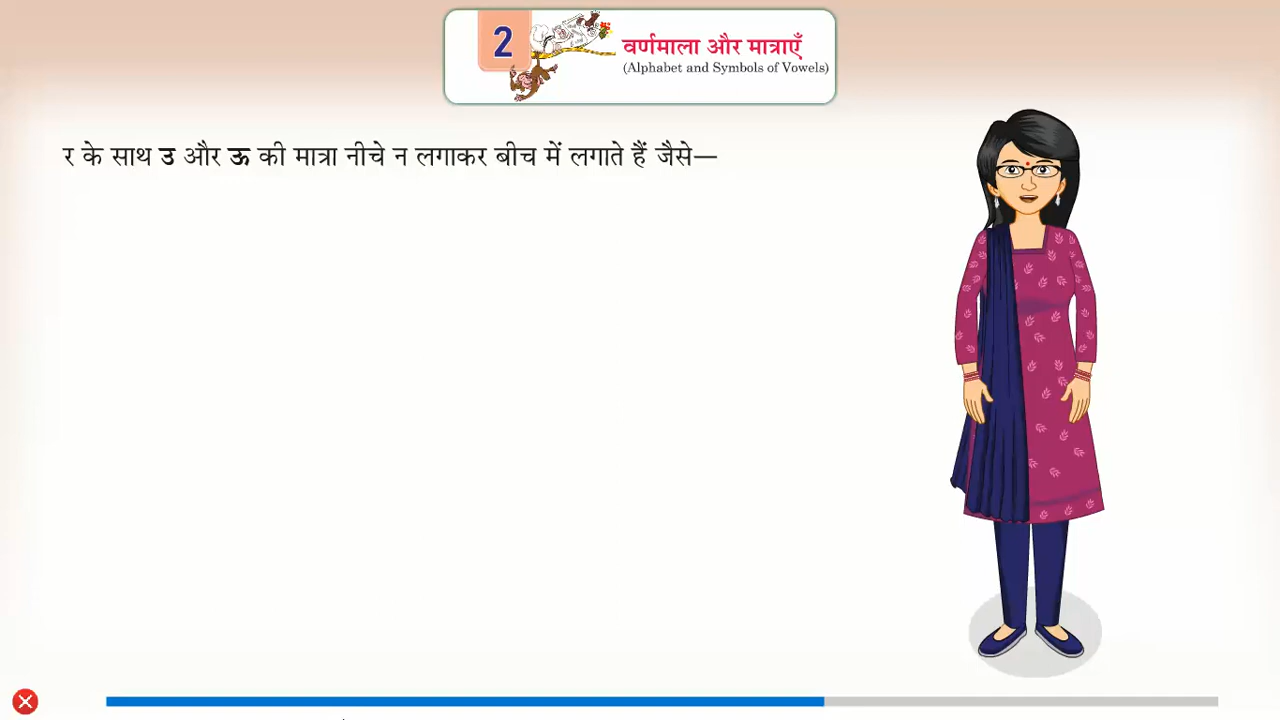 2
वर्णमाला और मात्राएँ
(Alphabet and Symbols of Vowels)
र के साथ उ और ऊ की मात्रा नीचे न लगाकर बीच में लगाते हैं जैसे—